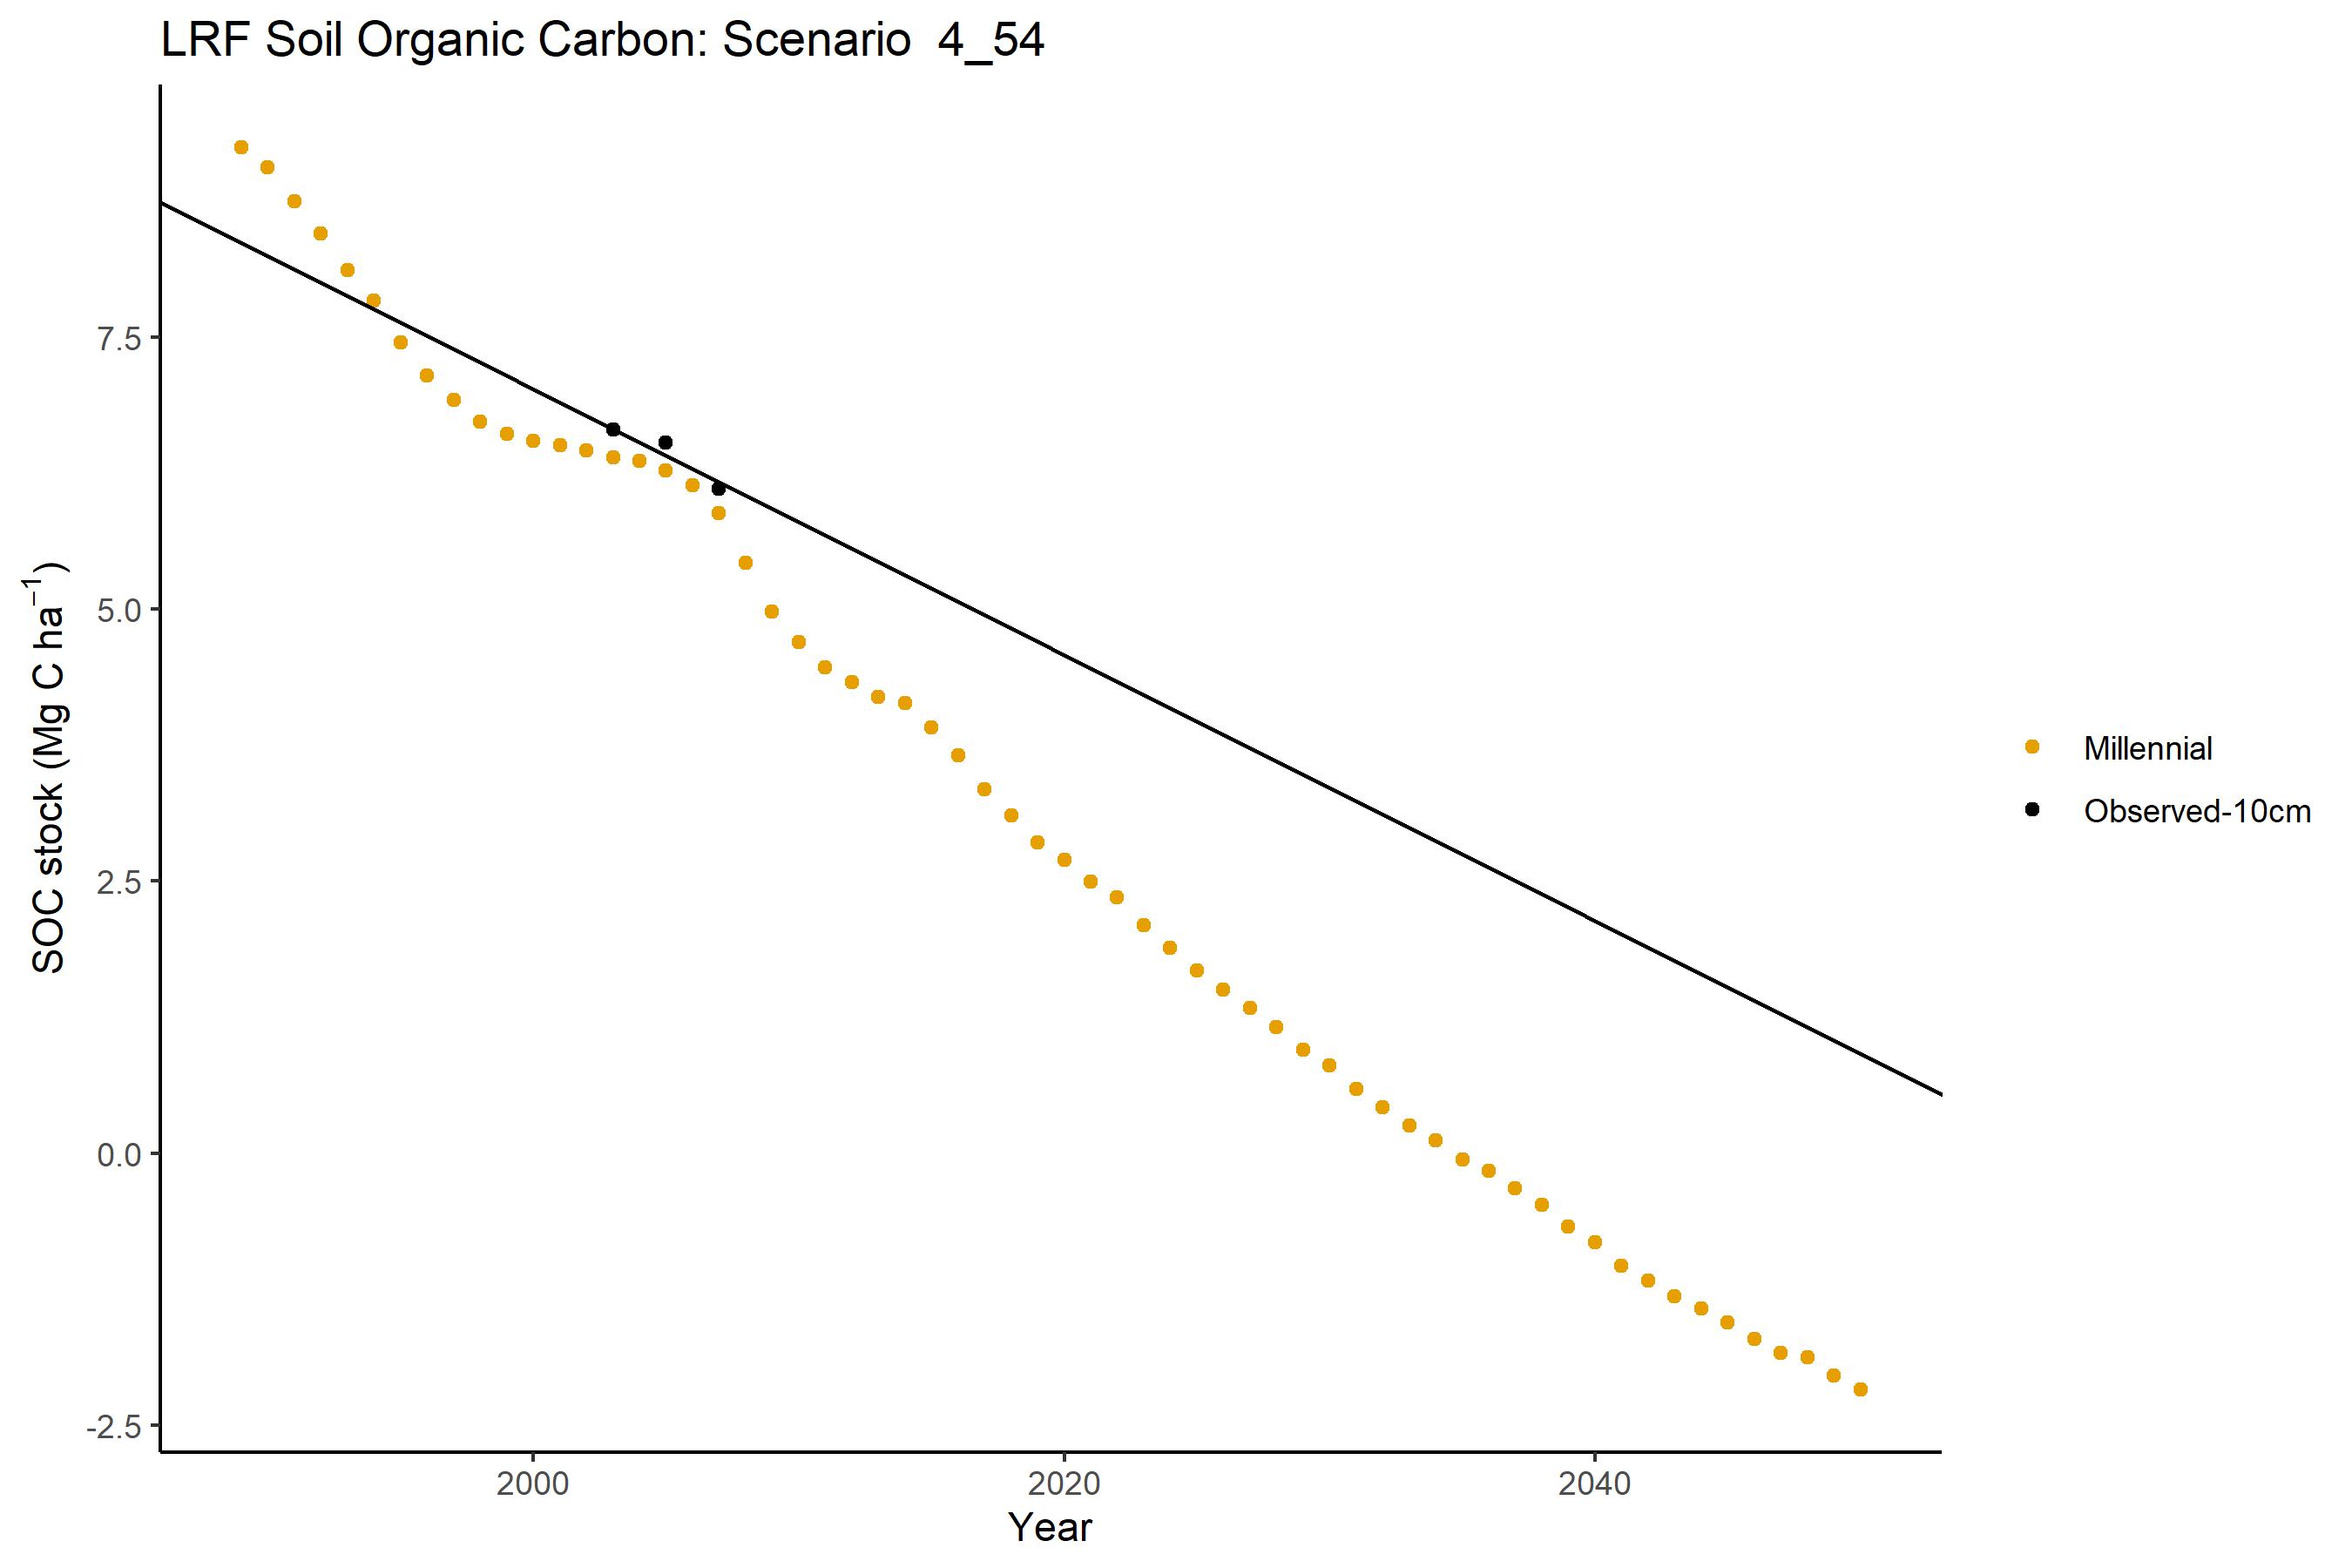 LRF Soil Organic Carbon: Scenario  4_54
SOC stock (Mg C ha⁻¹)
7.5
5.0
2.5
0.0
-2.5
2000
2020
2040
Year
Millennial
Observed-10cm